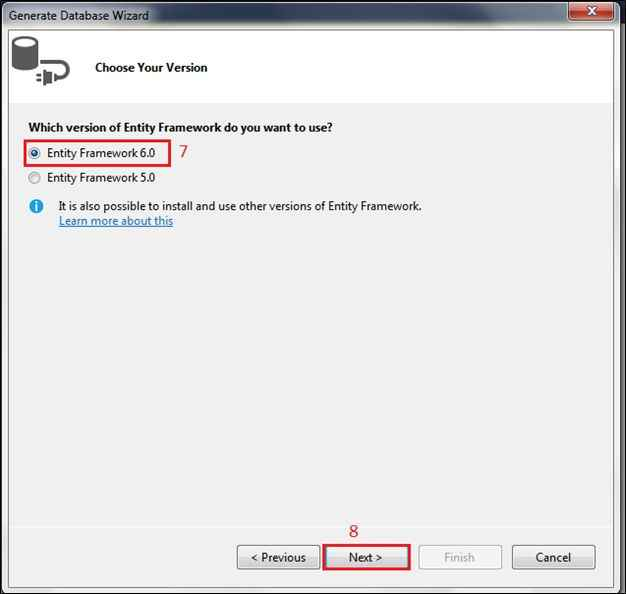 Generate Database Wizard
x
Choose Your Version
Which version of Entity Framework do you want to use?
Entity Framework 6.0 7
Entity Framework 5.0
i It is also possible to install and use other versions of Entity Framework.
Learn more about this
8
< Previous Next > Finish Cancel